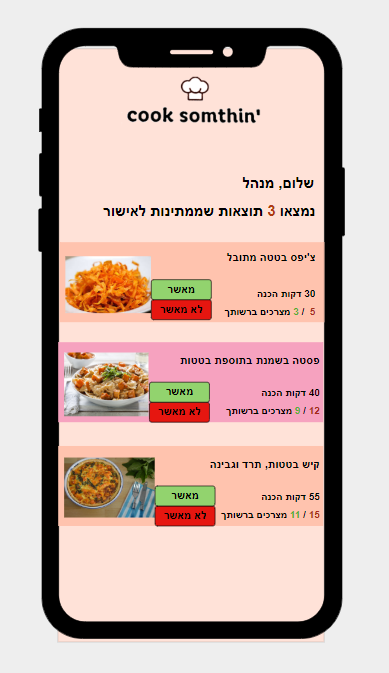 cook somthin'
שלום, מנהל
נמצאו 3 תוצאות שממתינות לאישור
צ'יפס בטטה מתובל
מאשר
30 דקות הכנה
לא מאשר
5 / 3 מצרכים ברשותך
פסטה בשמנת בתוספת בטטות
מאשר
40 דקות הכנה
לא מאשר
12 / 9 מצרכים ברשותך
קיש בטטות, תרד וגבינה
מאשר
55 דקות הכנה
לא מאשר
15 / 11 מצרכים ברשותך